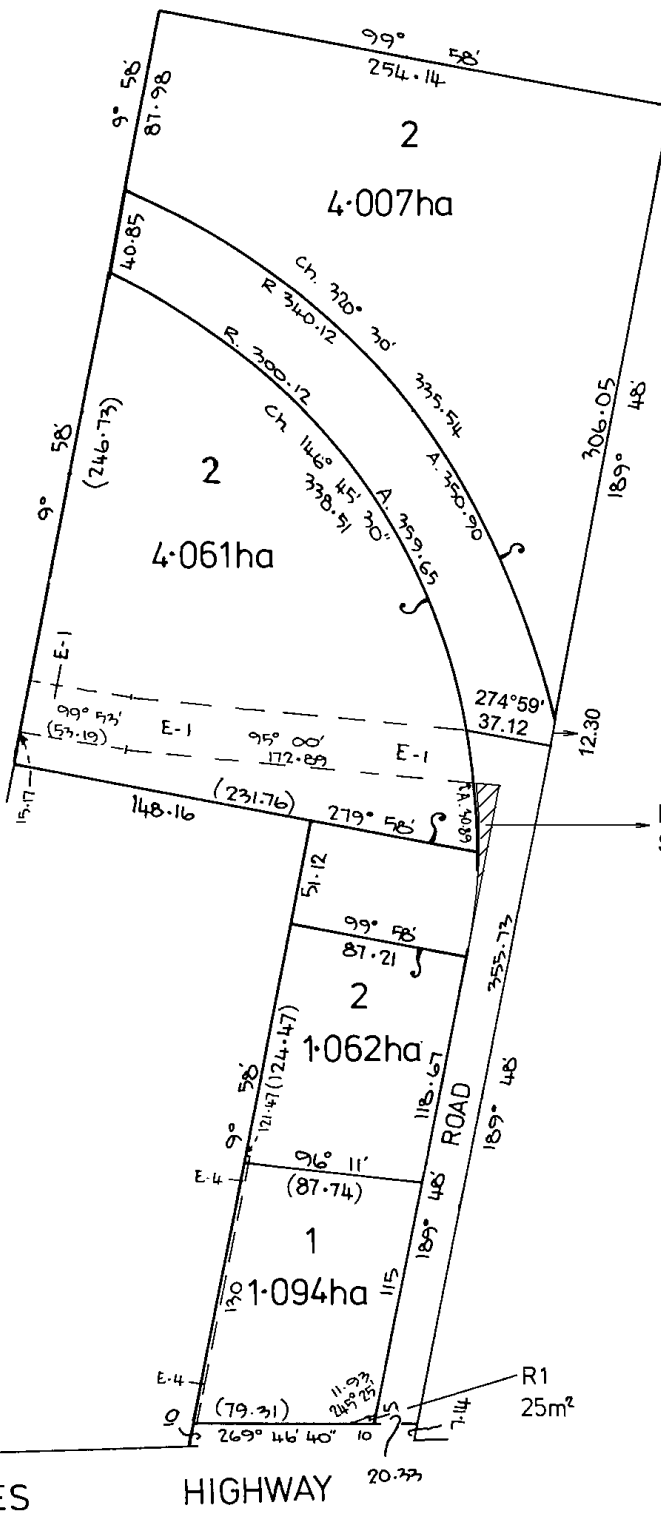 99° 58'
254.14
9° 58'
87.98
2
4.007ha
40.85
Ch. 320° 30' 335.54
R 340.12
A. 350.90
R. 300.12
A. 359.65
Ch 146° 45' 30"
338.51
306.05
189° 48'
9° 58'
(246.73)
2
4.061ha
E-1
99° 53'
(53.19)
E-1
95° 00'
172.89
E-1
274°59'
37.12
12.30
15.17
148.16
(231.76)
279° 58'
A 40.89
51.12
99° 58'
87.21
355.73
2
1.062ha
9° 58'
121.47 (124.47)
118.67
ROAD
189° 48'
96° 11'
(87.74)
E-4
1
1.094ha
130
115
189° 48'
E-4
(79.31)
11.93
249° 25'
15
R1
25m²
10
269° 46' 40"
10
7.14
20.33
ES
HIGHWAY